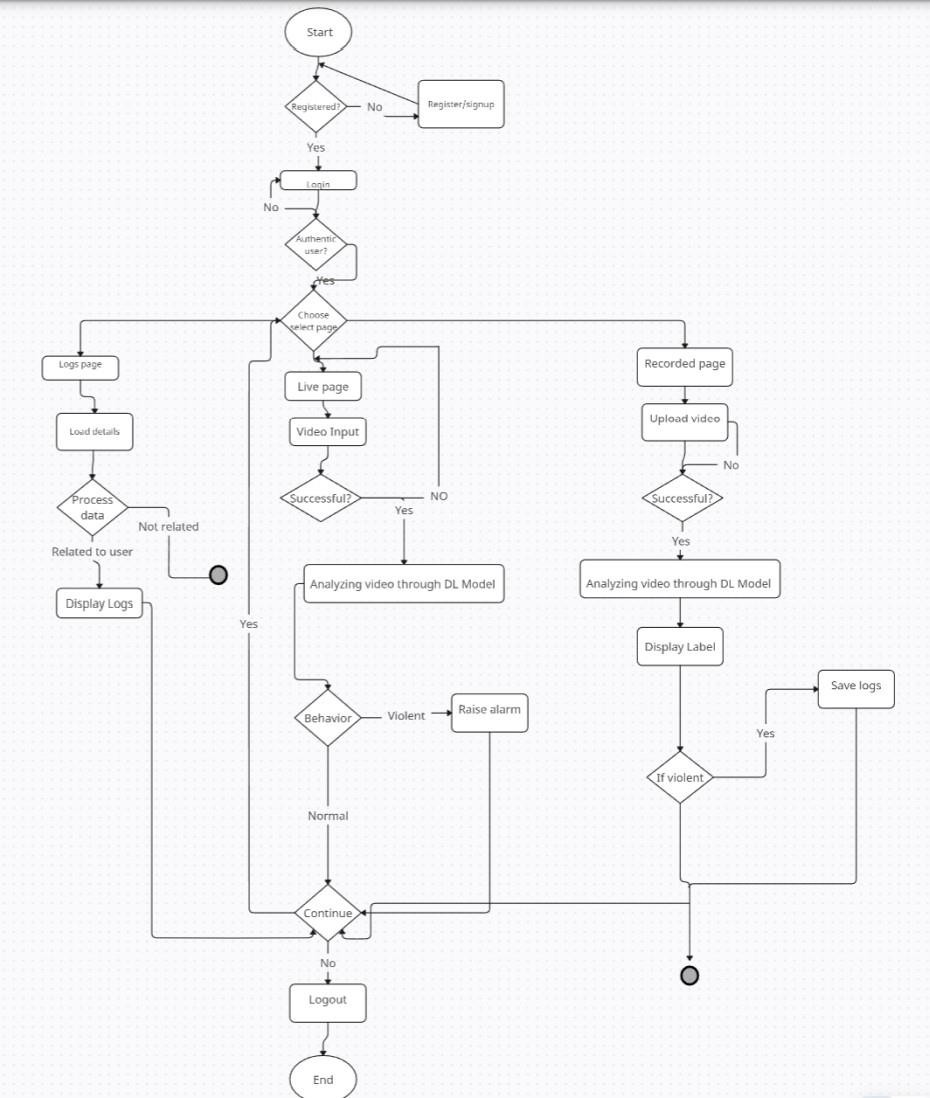 Start
Registered?
No
Register/signup
Yes
Login
No
Authentic
user?
Yes
Choose
select page
Logs page
Live page
Recorded page
Load details
Video Input
Upload video
No
Process
data
Successful?
NO
Successful?
Yes
Not related
Yes
Related to user
Analyzing video through DL Model
Analyzing video through DL Model
Display Logs
Yes
Display Label
Save logs
Behavior
Violent
Raise alarm
Yes
If violent
Normal
Continue
No
Logout
End